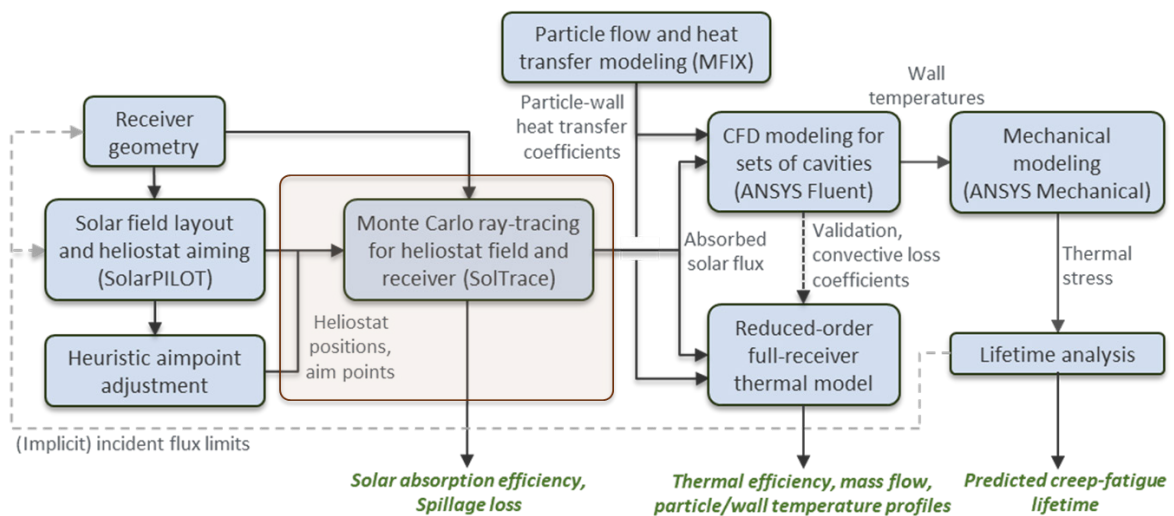 Particle flow and heat
transfer modeling (MFIX)
Receiver
geometry
Particle-wall
heat transfer
coefficients
CFD modeling for
sets of cavities
(ANSYS Fluent)
Wall
temperatures
Mechanical
modeling
(ANSYS Mechanical)
Solar field layout
and heliostat aiming
(SolarPILOT)
Monte Carlo ray-tracing
for heliostat field and
receiver (SolTrace)
Absorbed
solar flux
Validation,
convective loss
coefficients
Thermal
stress
Heuristic aimpoint
adjustment
Heliostat
positions,
aim points
Reduced-order
full-receiver
thermal model
Lifetime analysis
(Implicit) incident flux limits
Solar absorption efficiency,
Spillage loss
Thermal efficiency, mass flow,
particle/wall temperature profiles
Predicted creep-fatigue
lifetime